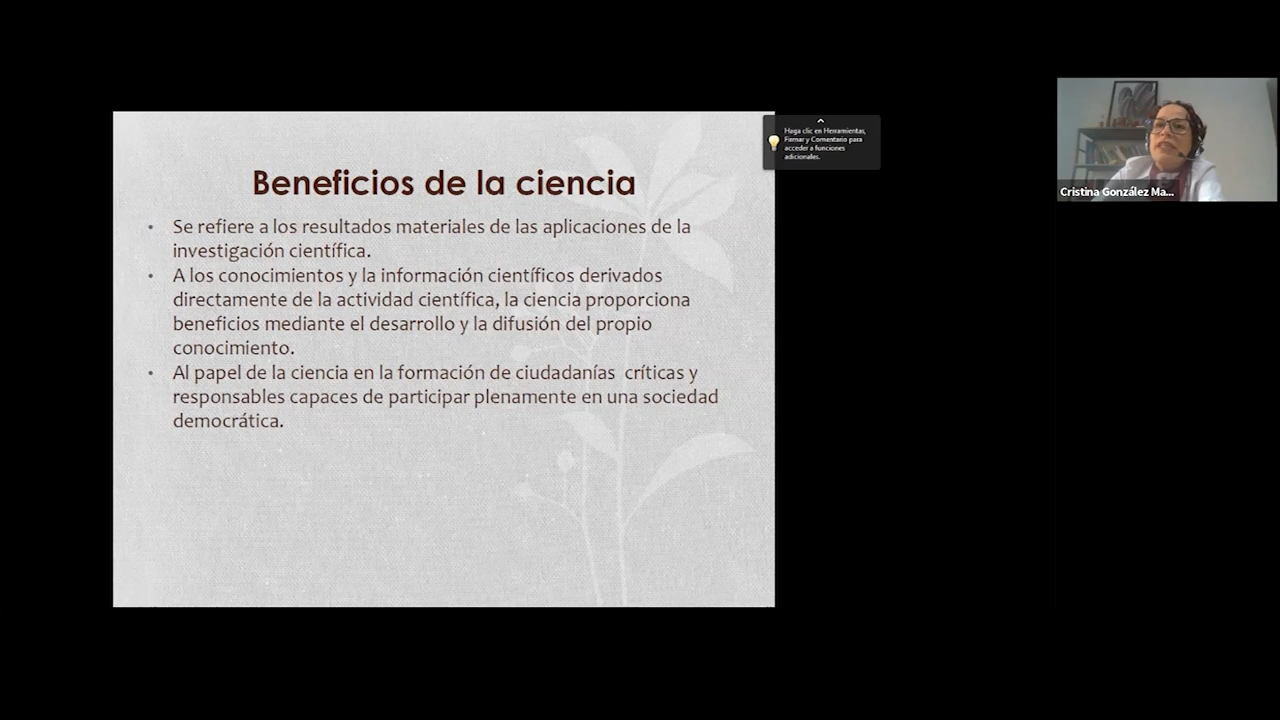 Beneficios de la ciencia
• Se refiere a los resultados materiales de las aplicaciones de la
investigación científica.
• A los conocimientos y la información científicos derivados
directamente de la actividad científica, la ciencia proporciona
beneficios mediante el desarrollo y la difusión del propio
conocimiento.
• Al papel de la ciencia en la formación de ciudadanías críticas y
responsables capaces de participar plenamente en una sociedad
democrática.
Haga clic en Herramientas,
Firmar y Comentario para
acceder a funciones
adicionales.
Cristina González Ma...